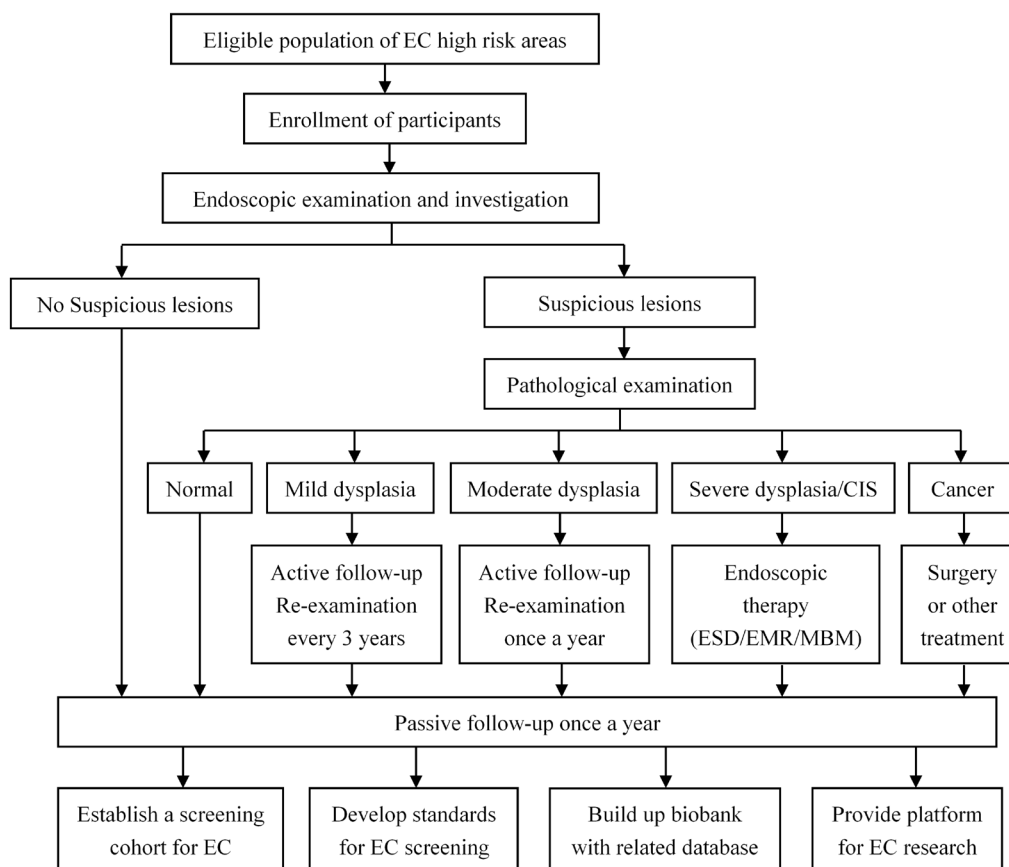 Eligible population of EC high risk areas
Enrollment of participants
Endoscopic examination and investigation
No Suspicious lesions
Suspicious lesions
Pathological examination
Normal
Mild dysplasia
Moderate dysplasia
Severe dysplasia/CIS
Cancer
Active follow-up
Re-examination
every 3 years
Active follow-up
Re-examination
once a year
Endoscopic
therapy
(ESD/EMR/MBM)
Surgery
or other
treatment
Passive follow-up once a year
Establish a screening
cohort for EC
Develop standards
for EC screening
Build up biobank
with related database
Provide platform
for EC research